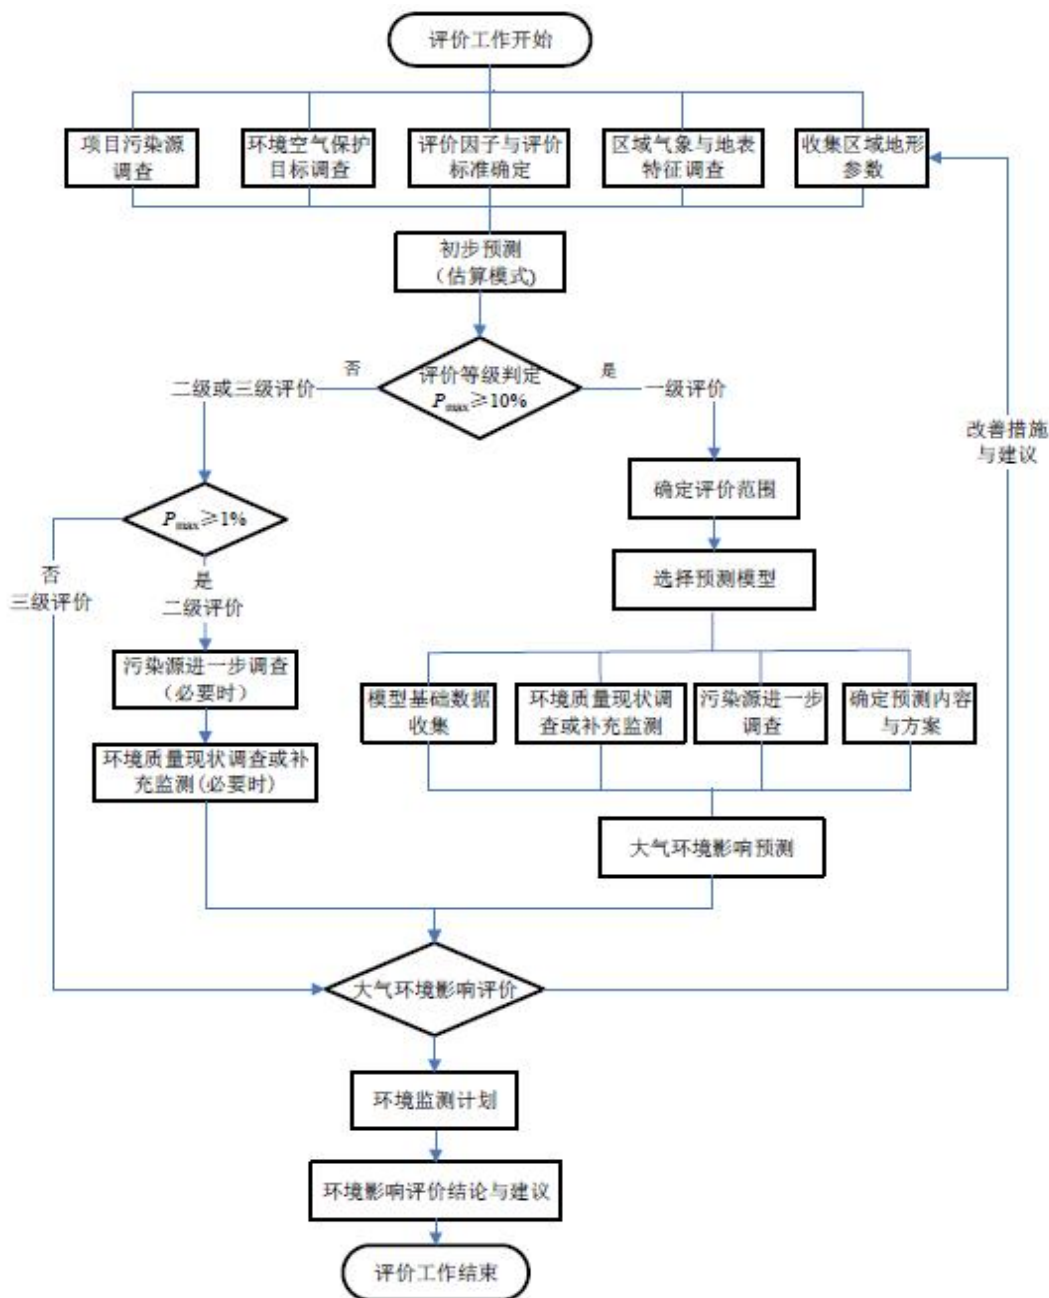 评价工作开始
项目污染源
调查
环境空气保护
目标调查
评价因子与评价
标准确定
区域气象与地表
特征调查
收集区域地形
参数
初步预测
（估算模式)
评价等级判定
Pmax≥10%
否
是
二级或三级评价
一级评价
改善措施
与建议
确定评价范围
Pmax≥1%
选择预测模型
否
三级评价
是
二级评价
污染源进一步调查
（必要时）
模型基础数据
收集
环境质量现状调
查或补充监测
污染源进一步
调查
确定预测内容
与方案
环境质量现状调查或补
充监测(必要时)
大气环境影响预测
大气环境影响评价
环境监测计划
环境影响评价结论与建议
评价工作结束